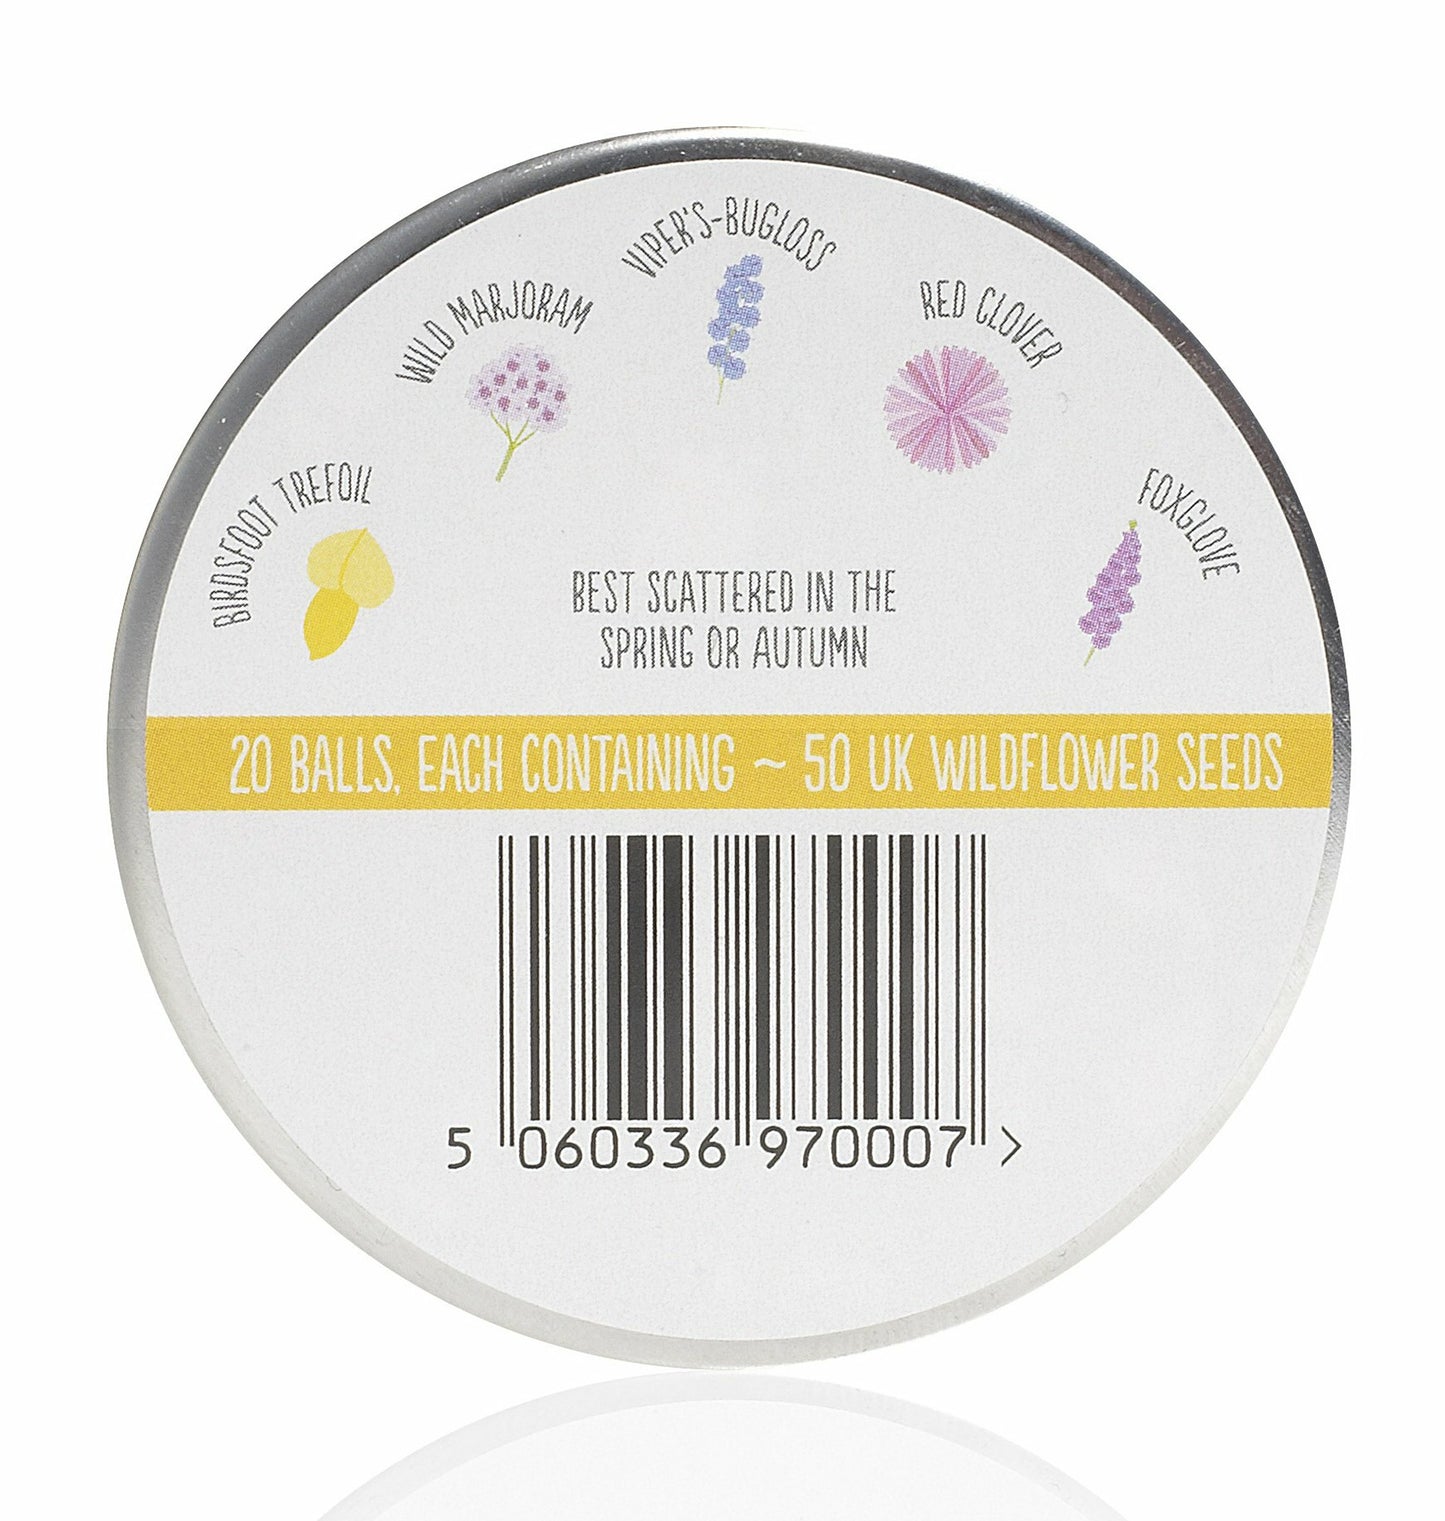 BIRDSFOOT TREFOIL
WILD MARJORAM
VIPER'S-BUGLOSS
RED CLOVER
FOXGLOVE
BEST SCATTERED IN THE
SPRING OR AUTUMN
20 BALLS, EACH CONTAINING ~ 50 UK WILDFLOWER SEEDS
5 060336 970007 >